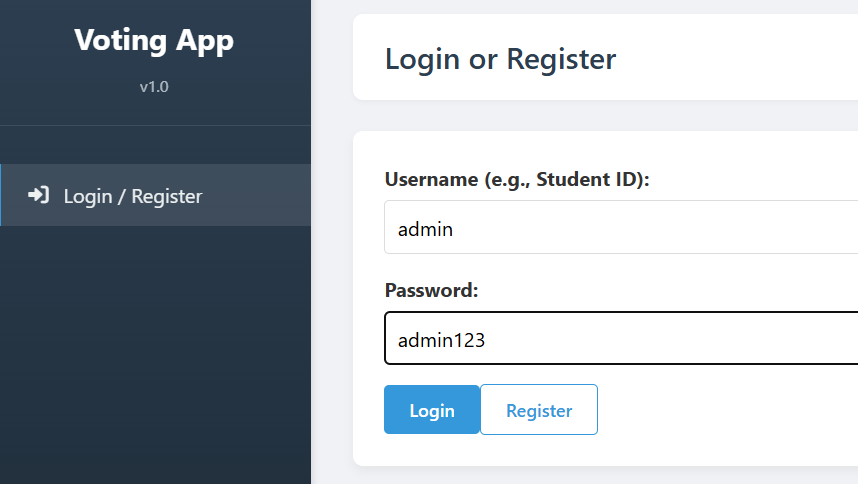 Voting App
v1.0
Login / Register
Login or Register
Username (e.g., Student ID):
admin
Password:
admin123
Login
Register